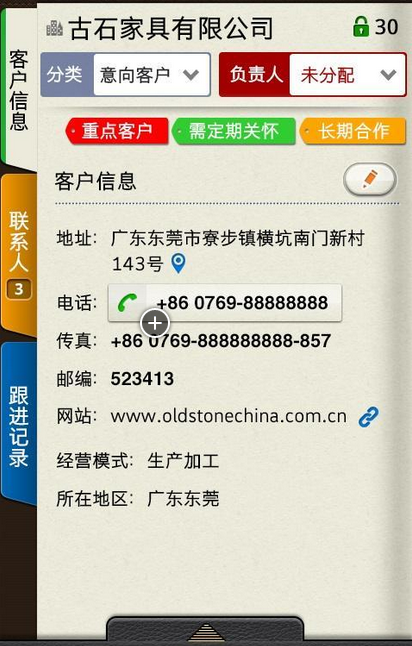 古石家具有限公司 30
分类 意向客户 负责人 未分配
重点客户 需定期关怀 长期合作
客户信息
客户信息
地址： 广东东莞市寮步镇横坑南门新村
143号
联系人
3
电话： +86 0769-88888888
传真： +86 0769-888888888-857
邮编： 523413
跟进记录
网站： www.oldstonechina.com.cn
经营模式： 生产加工
所在地区： 广东东莞